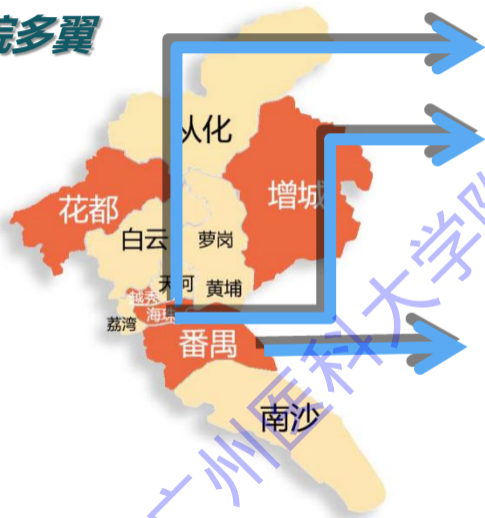 院多翼
从化
花都
增城
白云
萝岗
天河
黄埔
越秀
海珠
荔湾
番禺
南沙
广州医科大学附